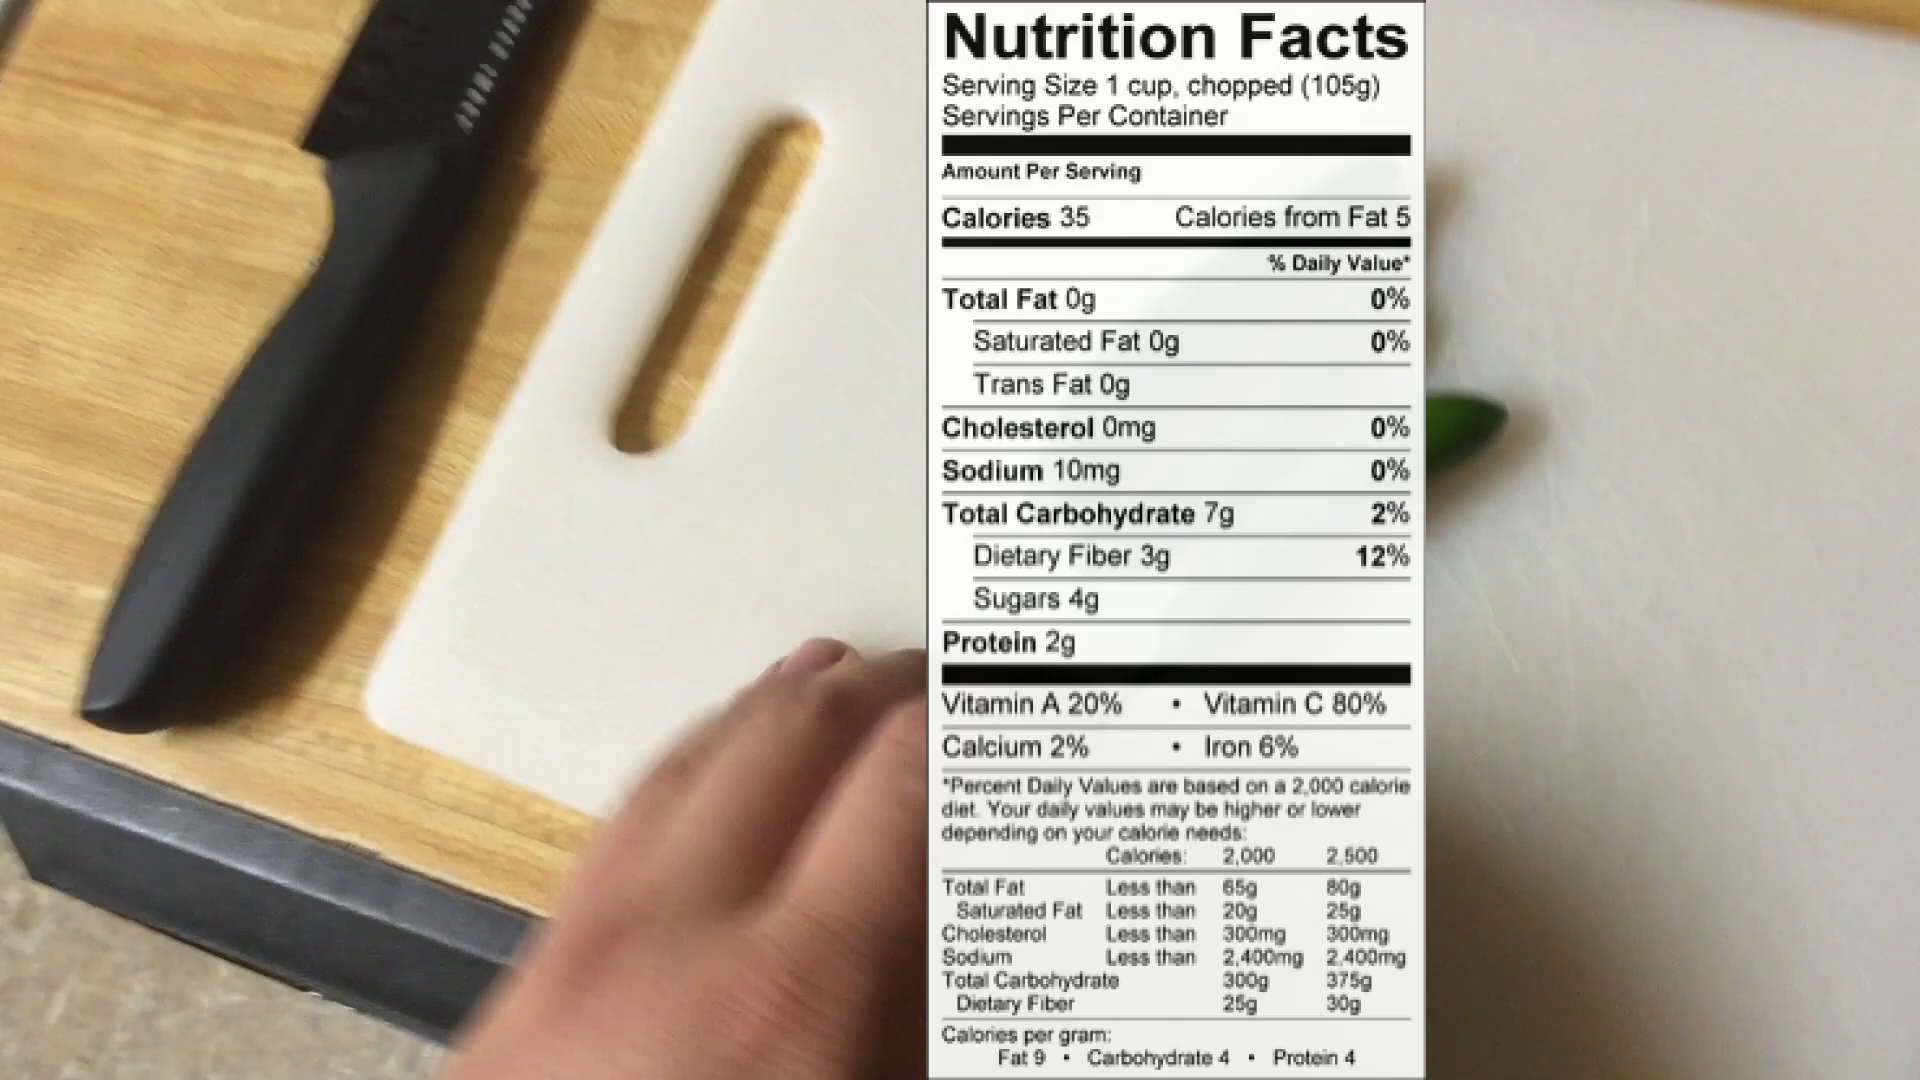 Nutrition Facts
Serving Size 1 cup, chopped (105g)
Servings Per Container
Amount Per Serving
Calories 35 Calories from Fat 5
% Daily Value*
Total Fat 0g 0%
Saturated Fat 0g 0%
Trans Fat 0g
Cholesterol 0mg 0%
Sodium 10mg 0%
Total Carbohydrate 7g 2%
Dietary Fiber 3g 12%
Sugars 4g
Protein 2g
Vitamin A 20% • Vitamin C 80%
Calcium 2% • Iron 6%
*Percent Daily Values are based on a 2,000 calorie
diet. Your daily values may be higher or lower
depending on your calorie needs:
Calories: 2,000 2,500
Total Fat Less than 65g 80g
Saturated Fat Less than 20g 25g
Cholesterol Less than 300mg 300mg
Sodium Less than 2,400mg 2,400mg
Total Carbohydrate 300g 375g
Dietary Fiber 25g 30g
Calories per gram:
Fat 9 • Carbohydrate 4 • Protein 4